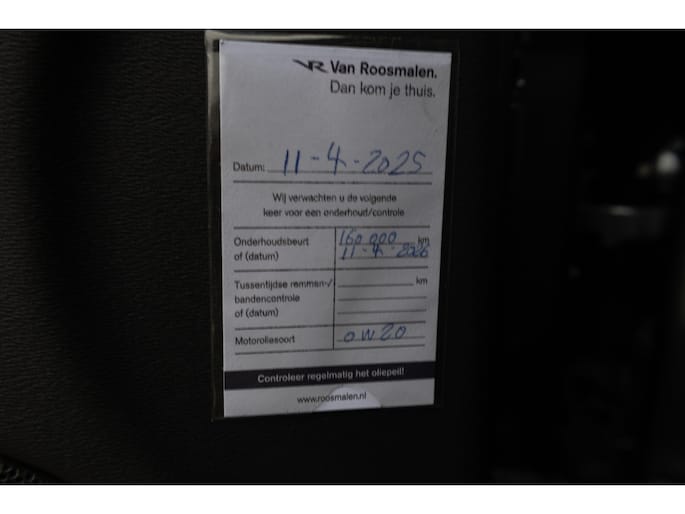 VR Van Roosmalen.
Dan kom je thuis.
Datum: 11-4-2025
Wij verwachten u de volgende
keer voor een onderhoud/controle
Onderhoudsbeurt 160 000 km
of (datum) 11-4-2026
Tussentijdse remmen-/ km
bandencontrole
of (datum)
Motoroliesoort 0W20
Controleer regelmatig het oliepeil!
www.roosmalen.nl